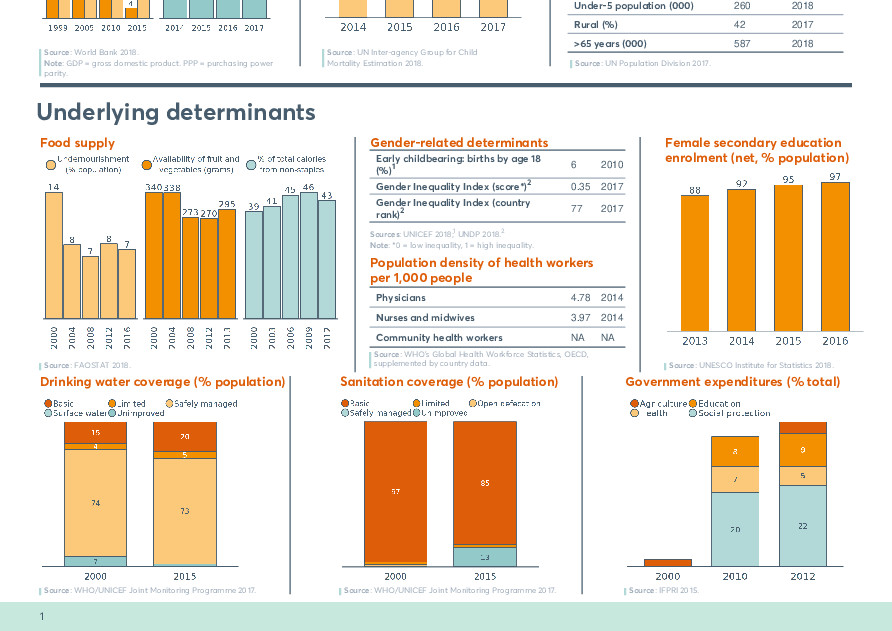 4
1999 2005 2010 2015
2014 2015 2016 2017
Source: World Bank 2018.
Note: GDP = gross domestic product. PPP = purchasing power
parity.
2014 2015 2016 2017
Source: UN Inter-agency Group for Child
Mortality Estimation 2018.
Under-5 population (000) 260 2018
Rural (%) 42 2017
>65 years (000) 587 2018
Source: UN Population Division 2017.
Underlying determinants
Food supply
Undernourishment
(% population)
Availability of fruit and
vegetables (grams)
% of total calories
from non-staples
14 8 7 8 7
340 338 273 270 295
39 41 45 46 43
2000 2004 2008 2012 2016
2000 2004 2008 2012
2000 2006 2009 2012
Source: FAOSTAT 2018.
Gender-related determinants
Early childbearing: births by age 18
(%)1 6 2010
Gender Inequality Index (score*)2 0.35 2017
Gender Inequality Index (country
rank)2 77 2017
Sources: UNICEF 2018,1 UNDP 2018.2
Note: *0 = low inequality, 1 = high inequality.
Population density of health workers
per 1,000 people
Physicians 4.78 2014
Nurses and midwives 3.97 2014
Community health workers NA NA
Source: WHO's Global Health Workforce Statistics, OECD,
supplemented by country data.
Female secondary education
enrolment (net, % population)
88 92 95 97
2013 2014 2015 2016
Source: UNESCO Institute for Statistics 2018.
Drinking water coverage (% population)
Basic Limited Safely managed
Surface water Unimproved
15 4 74 7
20 5 73
2000 2015
Source: WHO/UNICEF Joint Monitoring Programme 2017.
Sanitation coverage (% population)
Basic Limited Open defecation
Safely managed Unimproved
97
85 13
2000 2015
Source: WHO/UNICEF Joint Monitoring Programme 2017.
Government expenditures (% total)
Agriculture Education
Health Social protection
8 7 20
9 5 22
2000 2010 2012
Source: IFPRI 2015.
1